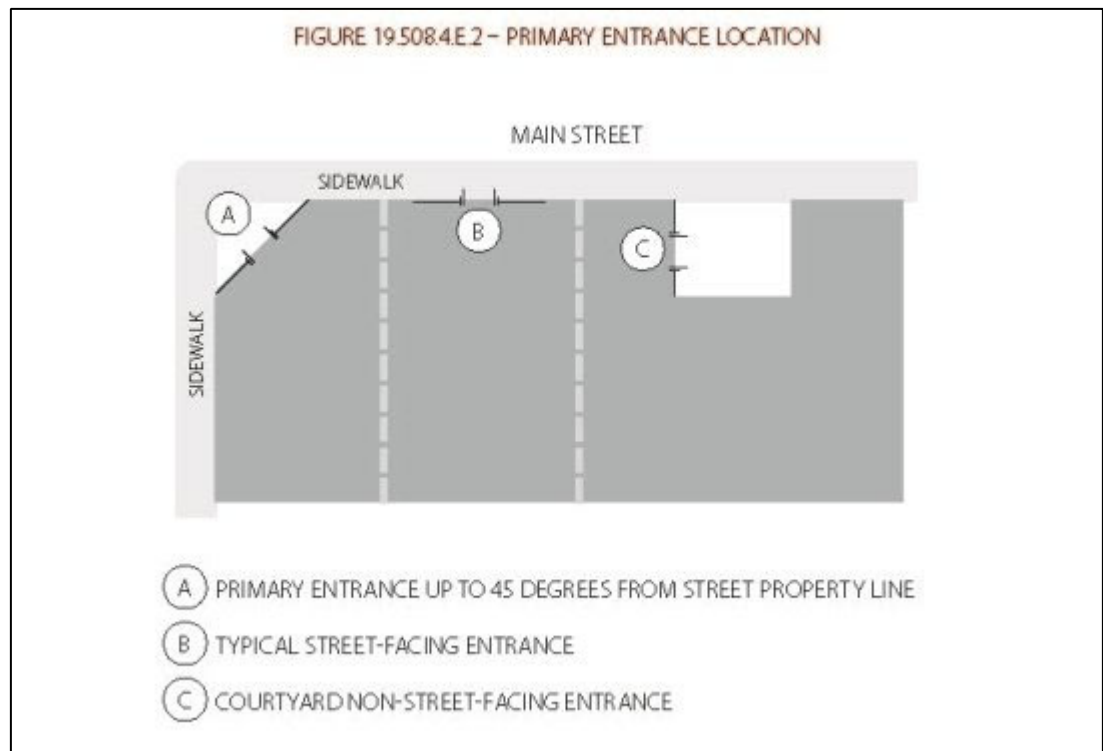 FIGURE 19.508.4.E.2 – PRIMARY ENTRANCE LOCATION
MAIN STREET
SIDEWALK
A
B
C
SIDEWALK
A PRIMARY ENTRANCE UP TO 45 DEGREES FROM STREET PROPERTY LINE
B TYPICAL STREET-FACING ENTRANCE
C COURTYARD NON-STREET-FACING ENTRANCE